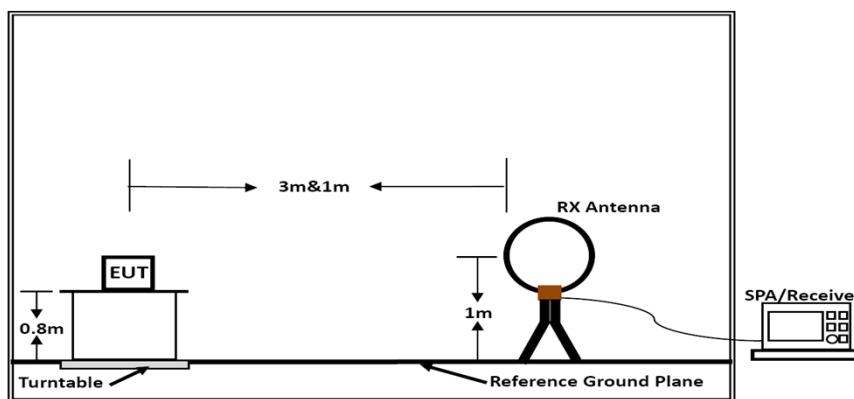 3m&1m
RX Antenna
EUT
SPA/Receive
0.8m
1m
Turntable
Reference Ground Plane